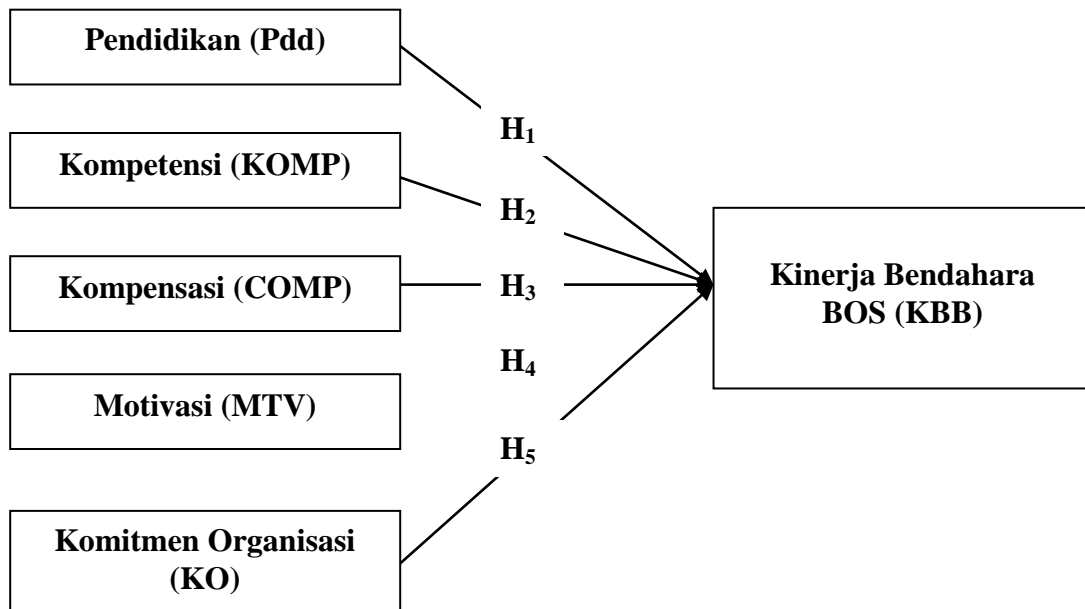 Pendidikan (Pdd)
H₁
Kompetensi (KOMP)
H₂
Kompensasi (COMP)
H₃
Kinerja Bendahara
BOS (KBB)
H₄
Motivasi (MTV)
H₅
Komitmen Organisasi
(KO)